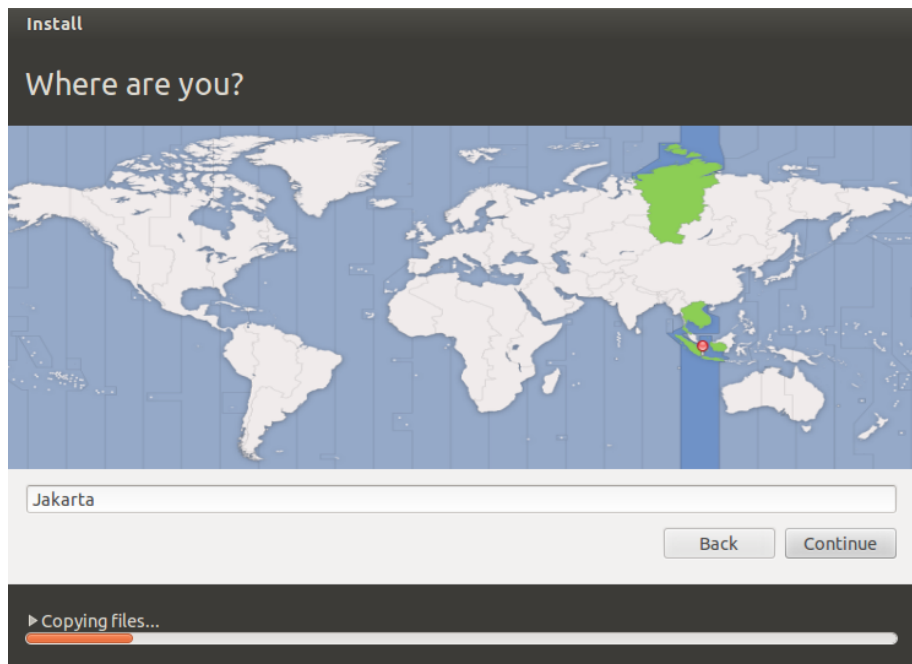 Install
Where are you?
Jakarta
Back
Continue
Copying files...